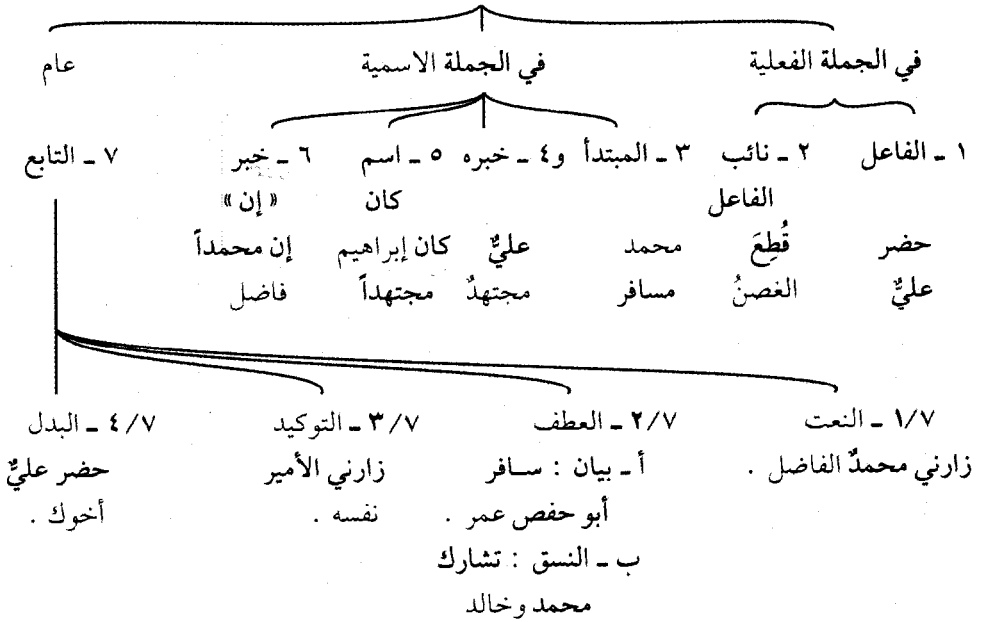 في الجملة الفعلية في الجملة الاسمية عام
١ ـ الفاعل ٢ ـ نائب ٣ ـ المبتدأ و٤ ـ خبره ٥ ـ اسم ٦ ـ خبر ٧ ـ التابع
الفاعل كان « إن »
حضر قُطِعَ محمد عليٌّ كان إبراهيم إن محمداً
عليٌّ الغصنُ مسافر مجتهدٌ مجتهداً فاضل
١/٧ ـ النعت ٢/٧ ـ العطف ٣/٧ ـ التوكيد ٤/٧ ـ البدل
زارني محمدٌ الفاضل . أ ـ بيان : سافر زارني الأمير حضر عليٌّ
أبو حفص عمر . نفسه . أخوك .
ب ـ النسق : تشارك
محمد وخالد